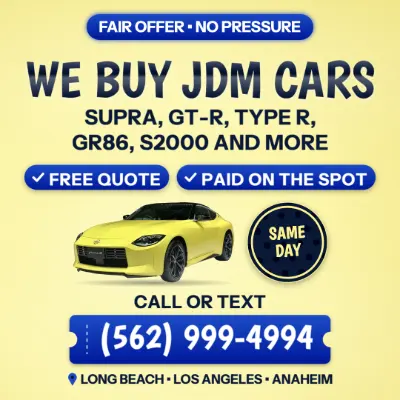 FAIR OFFER • NO PRESSURE
WE BUY JDM CARS
SUPRA, GT-R, TYPE R,
GR86, S2000 AND MORE
✓ FREE QUOTE
✓ PAID ON THE SPOT
SAME
DAY
CALL OR TEXT
(562) 999-4994
LONG BEACH • LOS ANGELES • ANAHEIM